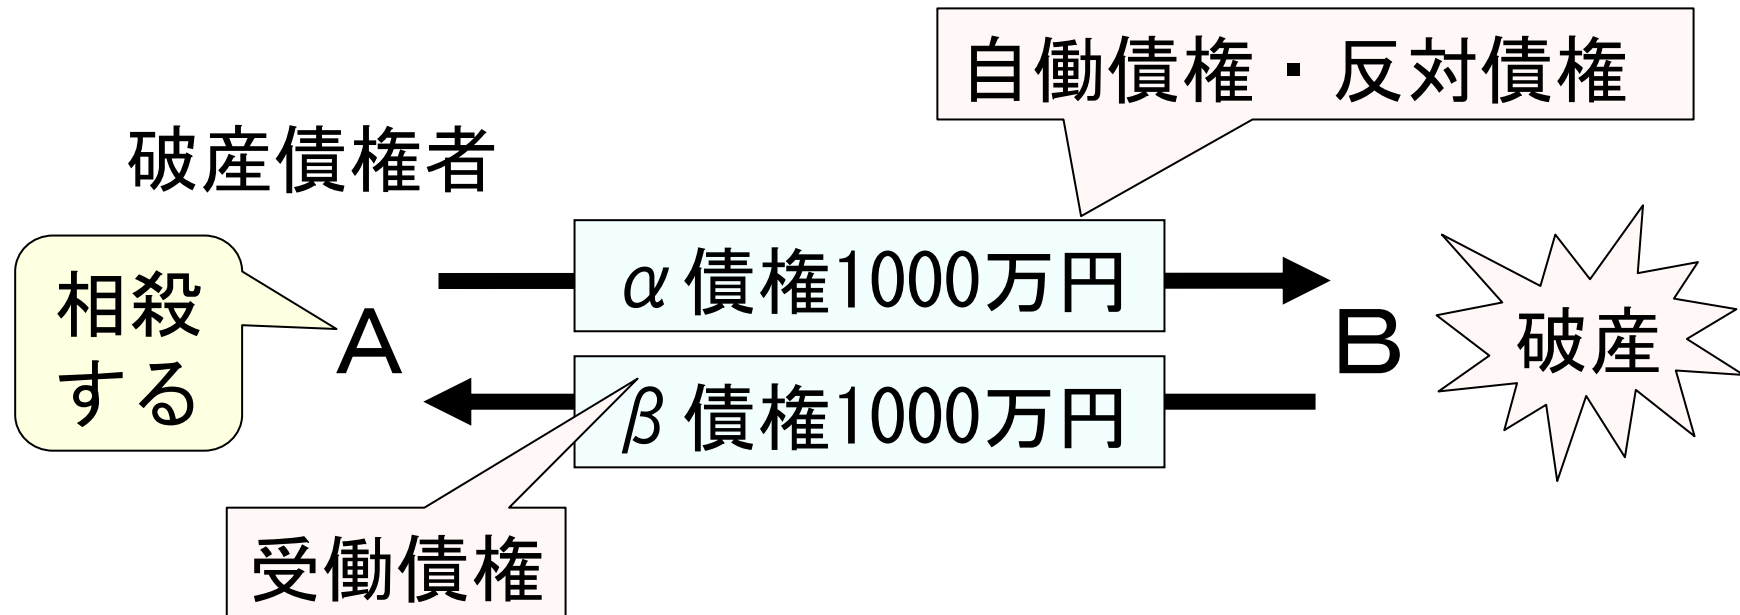 自働債権・反対債権
破産債権者
α債権1000万円
相殺
する
A
B
破産
β債権1000万円
受働債権